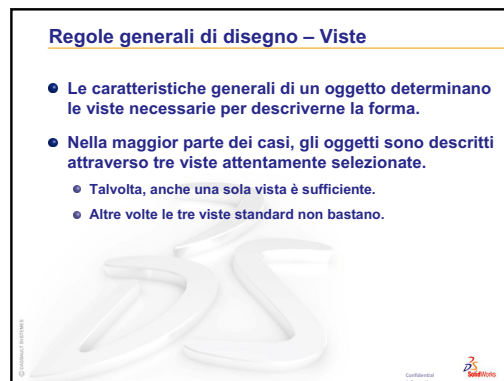 Regole generali di disegno – Viste
Le caratteristiche generali di un oggetto determinano
le viste necessarie per descriverne la forma.
Nella maggior parte dei casi, gli oggetti sono descritti
attraverso tre viste attentamente selezionate.
Talvolta, anche una sola vista è sufficiente.
Altre volte le tre viste standard non bastano.
© DASSAULT SYSTEMES
Confidential
SolidWorks